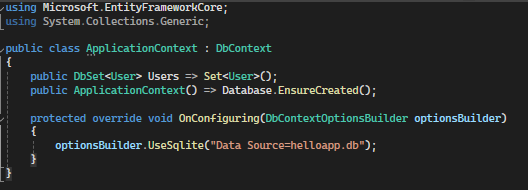 using Microsoft.EntityFrameworkCore;
using System.Collections.Generic;
public class ApplicationContext : DbContext
{
public DbSet<User> Users => Set<User>();
public ApplicationContext() => Database.EnsureCreated();
protected override void OnConfiguring(DbContextOptionsBuilder optionsBuilder)
{
optionsBuilder.UseSqlite("Data Source=helloapp.db");
}
}